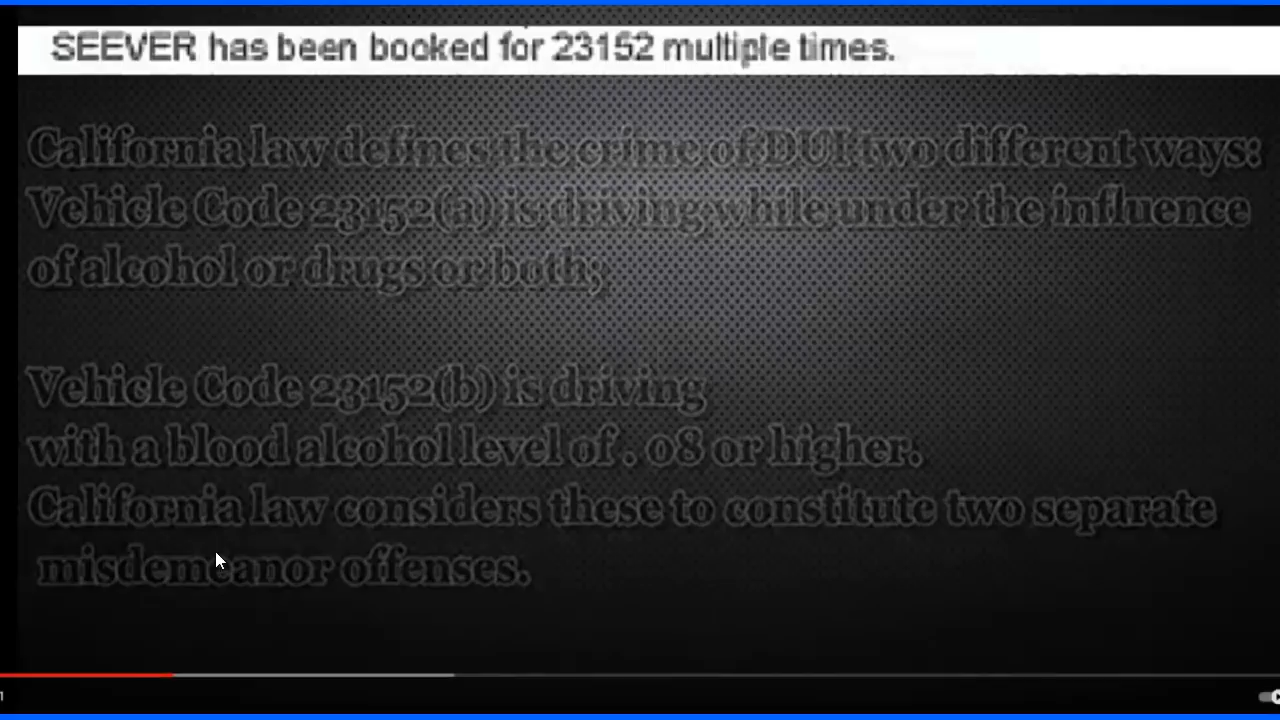 SEEVER has been booked for 23152 multiple times.
California law defines the crime of DUI two different ways:
Vehicle Code 23152(a) is driving while under the influence
of alcohol or drugs or both;
Vehicle Code 23152(b) is driving
with a blood alcohol level of . 08 or higher.
California law considers these to constitute two separate
misdemeanor offenses.
1